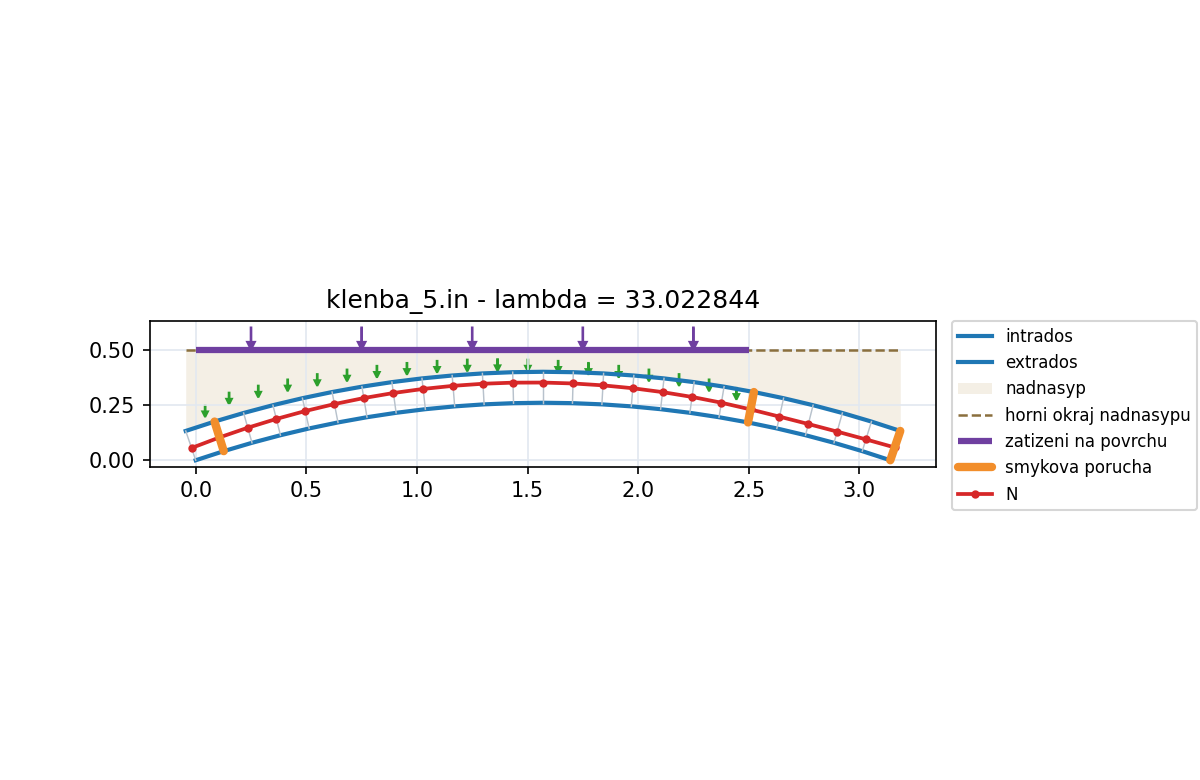 klenba_5.in - lambda = 33.022844
0.50
0.25
0.00
0.0 0.5 1.0 1.5 2.0 2.5 3.0
intrados
extrados
nadnasyp
horni okraj nadnasypu
zatizeni na povrchu
smykova porucha
N